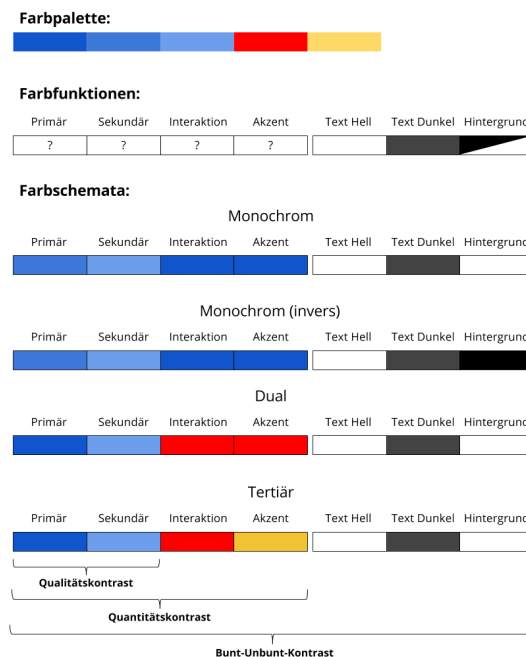 Farbpalette:
Farbfunktionen:
Primär Sekundär Interaktion Akzent Text Hell Text Dunkel Hintergrund
? ? ? ?
Farbschemata:
Monochrom
Primär Sekundär Interaktion Akzent Text Hell Text Dunkel Hintergrund
Monochrom (invers)
Primär Sekundär Interaktion Akzent Text Hell Text Dunkel Hintergrund
Dual
Primär Sekundär Interaktion Akzent Text Hell Text Dunkel Hintergrund
Tertiär
Primär Sekundär Interaktion Akzent Text Hell Text Dunkel Hintergrund
Qualitätskontrast
Quantitätskontrast
Bunt-Unbunt-Kontrast